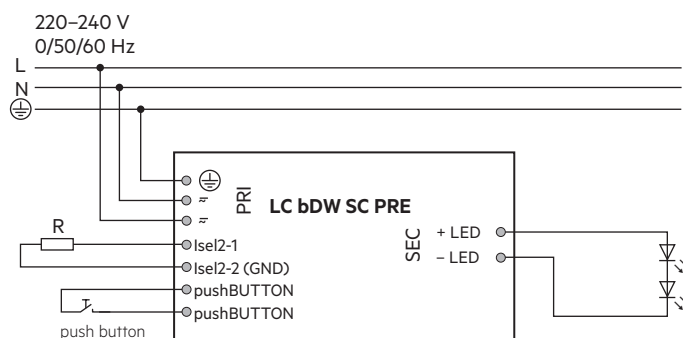 220–240 V
0/50/60 Hz
L
N
PRI
LC bDW SC PRE
R
Isel2-1
Isel2-2 (GND)
pushBUTTON
pushBUTTON
push button
SEC
+ LED
– LED